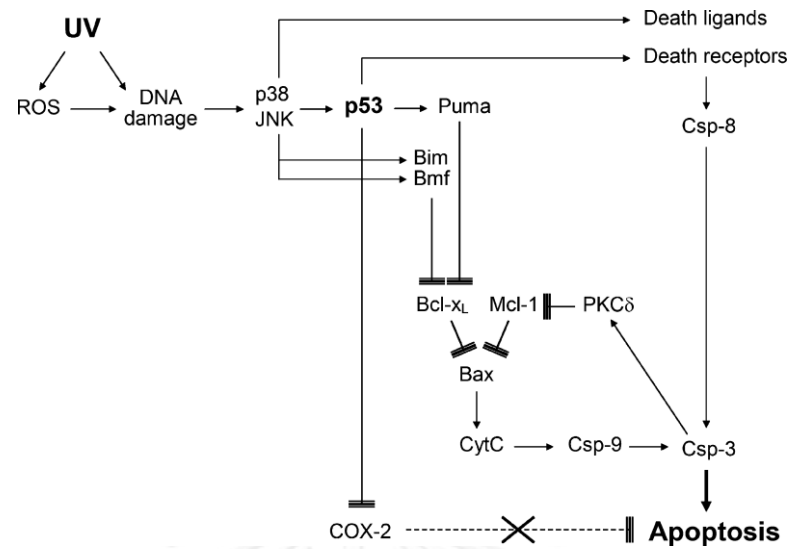 Death ligands
UV
Death receptors
ROS
DNA
damage
p38
JNK
p53
Puma
Csp-8
Bim
Bmf
Bcl-xL
Mcl-1
PKCδ
Bax
CytC
Csp-9
Csp-3
COX-2
Apoptosis